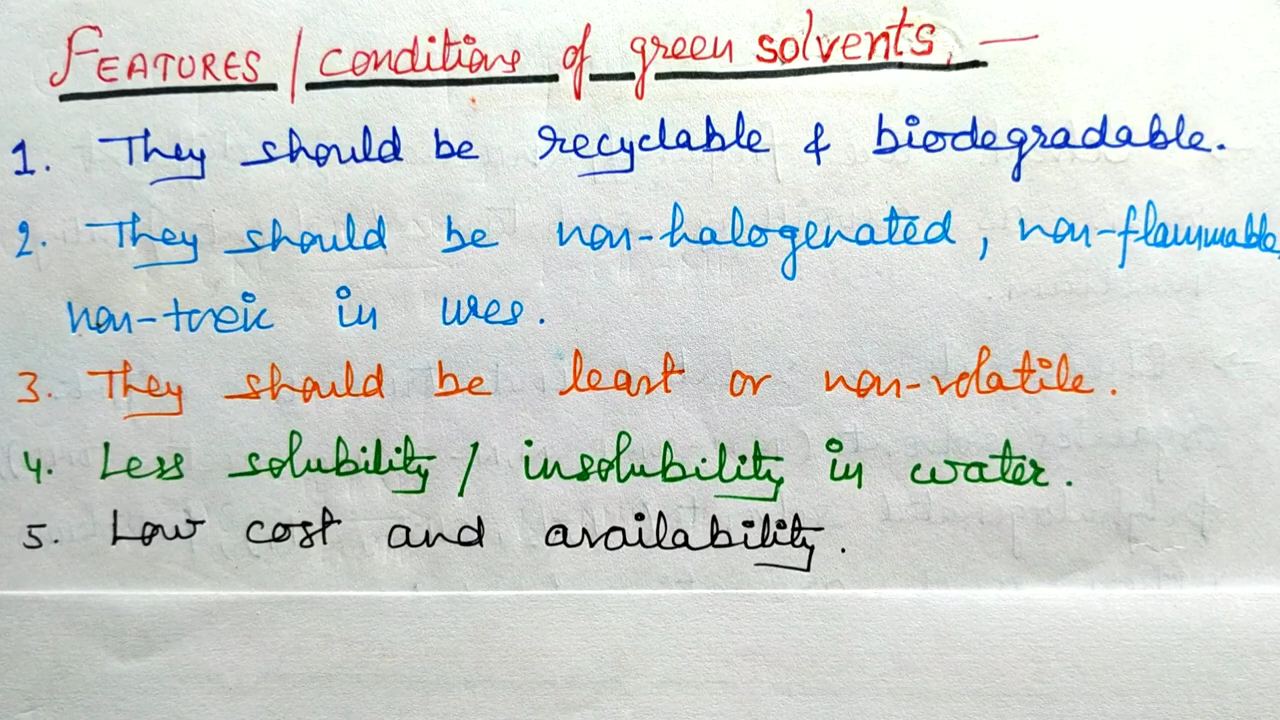 FEATURES / conditions of green solvents, —
1. They should be recyclable & biodegradable.
2. They should be non-halogenated, non-flammable,
non-toxic in uses.
3. They should be least or non-volatile.
4. Less solubility / insolubility in water.
5. Low cost and availability.